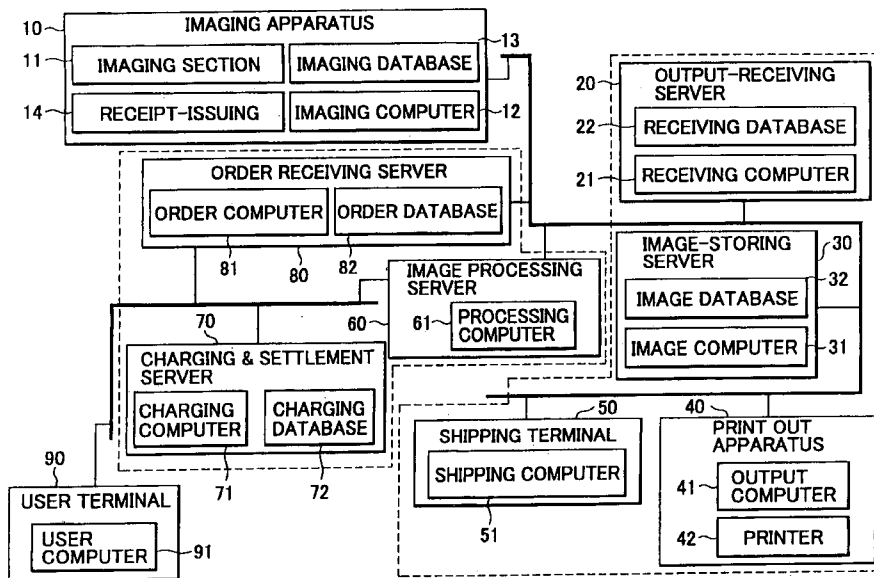 10
IMAGING APPARATUS
11
IMAGING SECTION
13
IMAGING DATABASE
14
RECEIPT-ISSUING
IMAGING COMPUTER
12
20
OUTPUT-RECEIVING
SERVER
22
RECEIVING DATABASE
21
RECEIVING COMPUTER
ORDER RECEIVING SERVER
ORDER COMPUTER
ORDER DATABASE
81
80
82
IMAGE-STORING
SERVER
30
32
IMAGE DATABASE
IMAGE COMPUTER
31
IMAGE PROCESSING
SERVER
60
61
PROCESSING
COMPUTER
70
CHARGING & SETTLEMENT
SERVER
CHARGING
COMPUTER
CHARGING
DATABASE
71
72
50
SHIPPING TERMINAL
SHIPPING COMPUTER
51
40
PRINT OUT
APPARATUS
41
OUTPUT
COMPUTER
42
PRINTER
90
USER TERMINAL
USER
COMPUTER
91